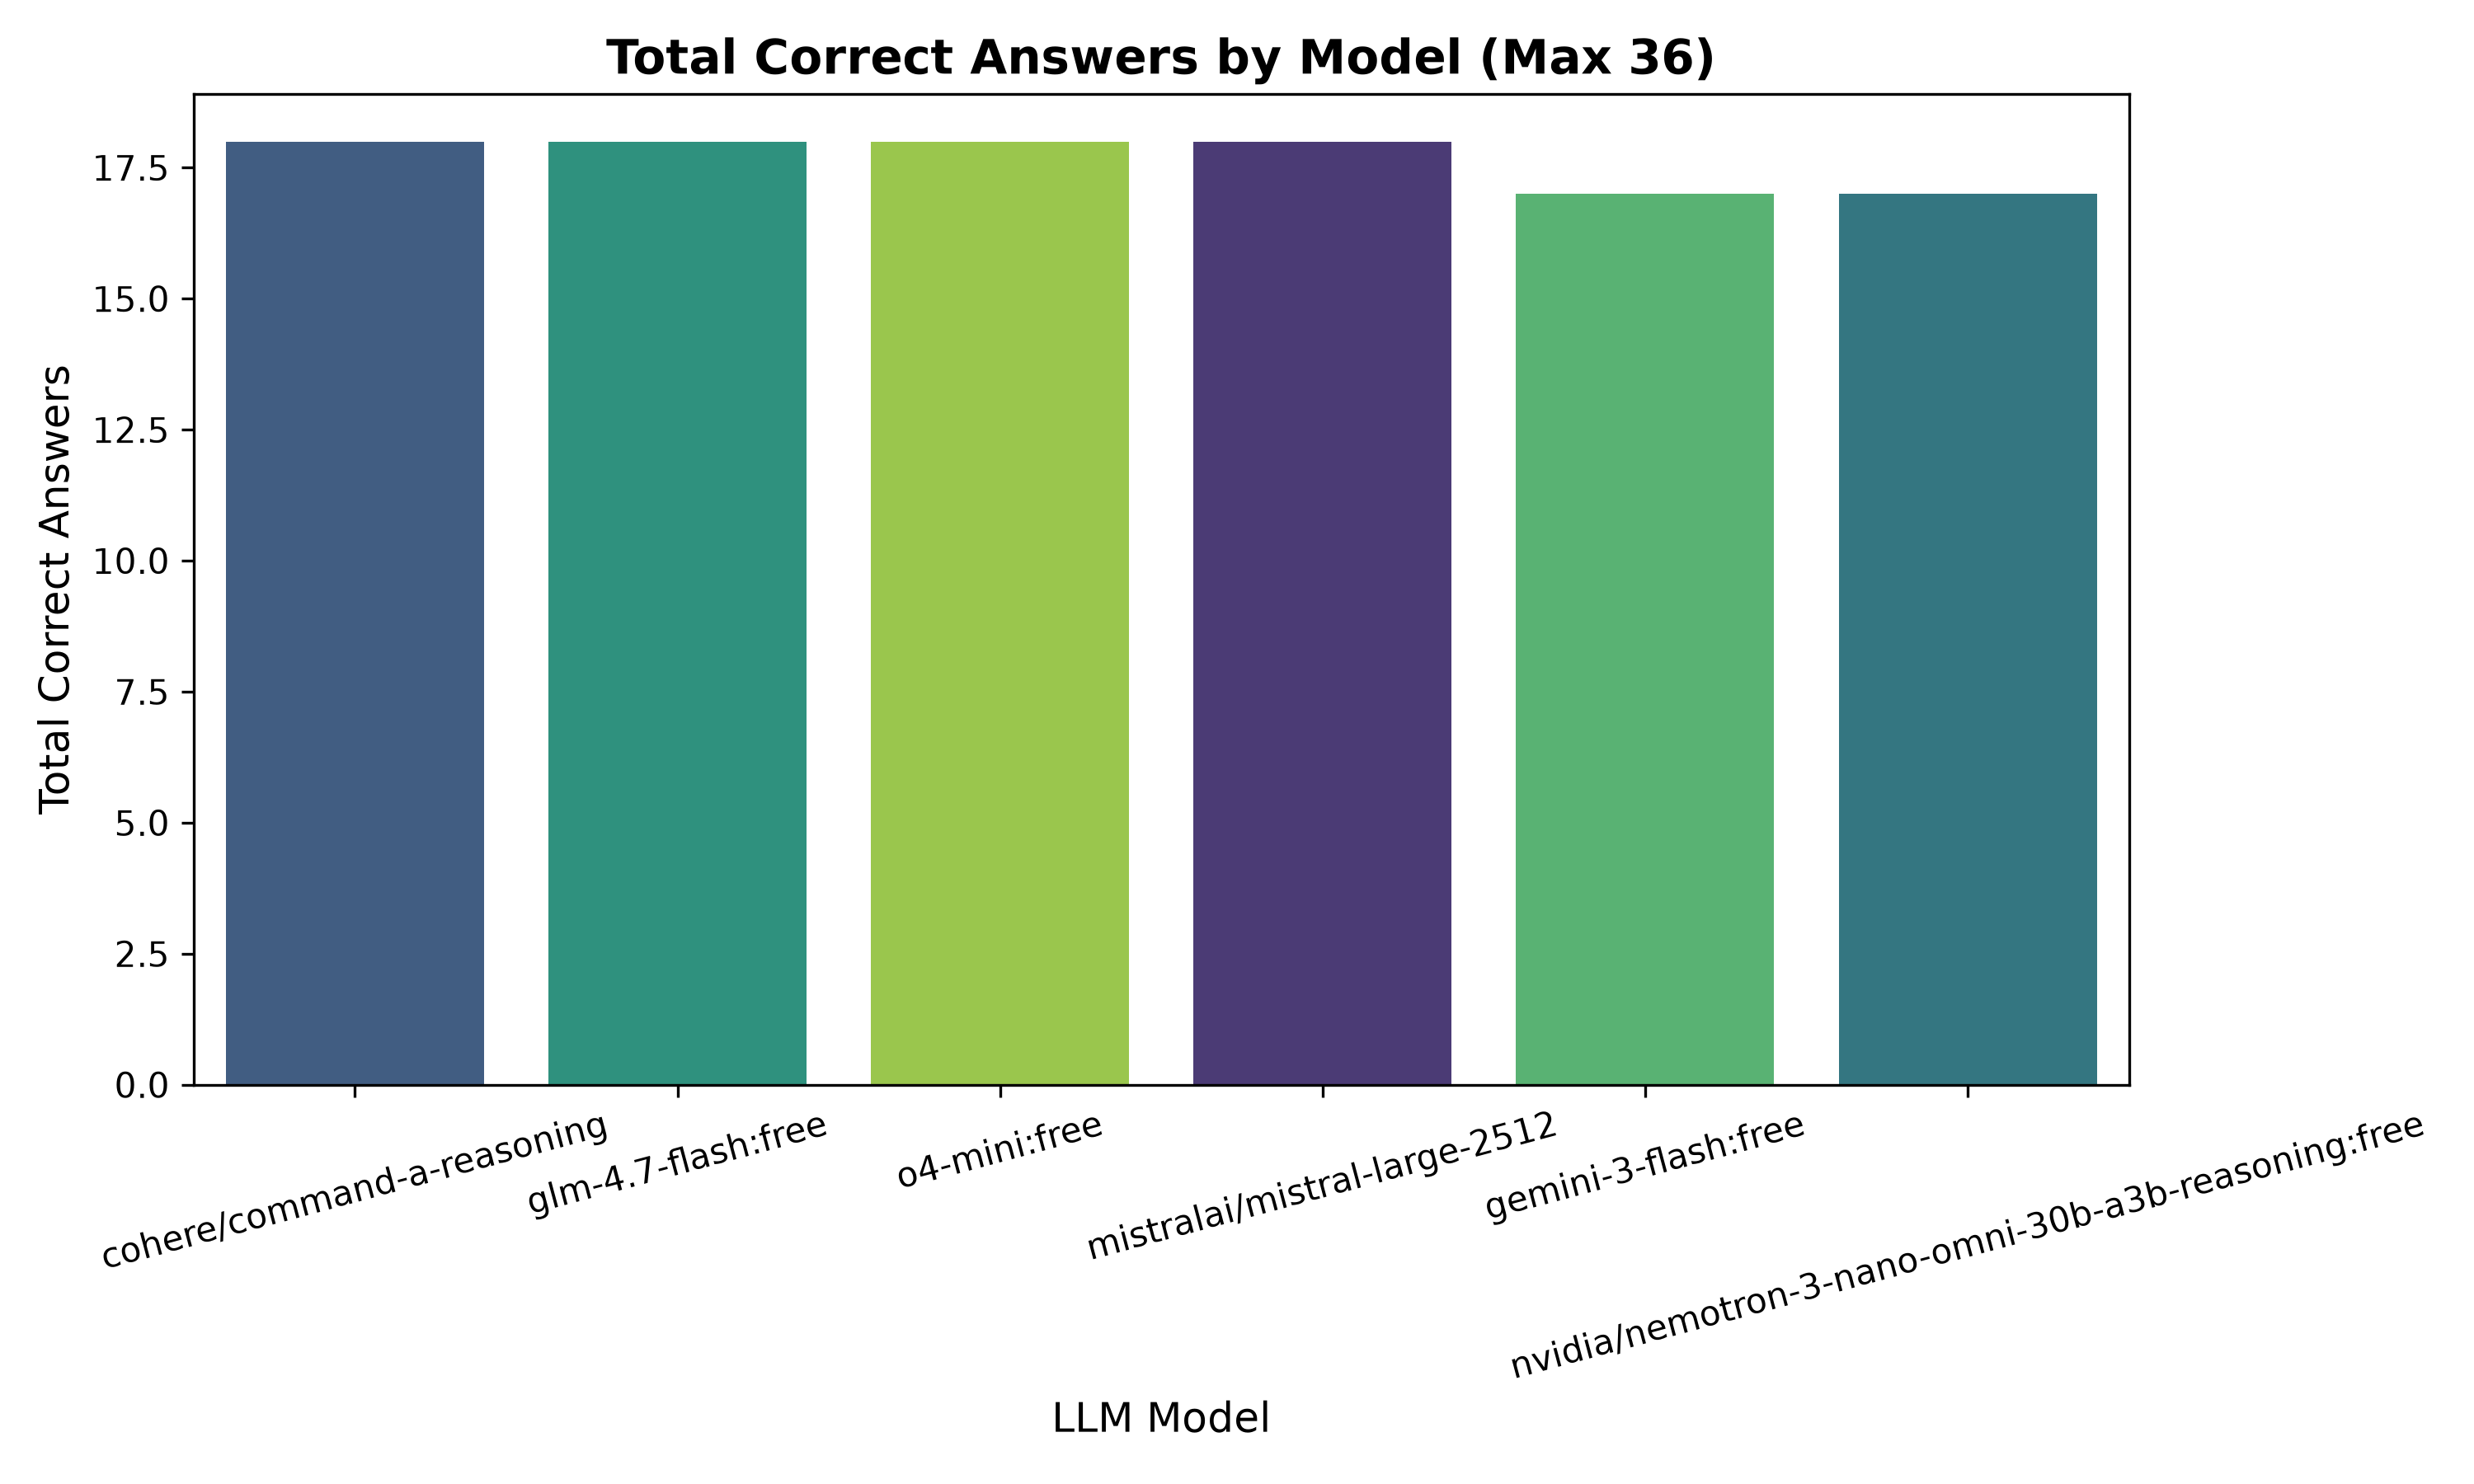 Total Correct Answers by Model (Max 36)
Total Correct Answers
17.5
15.0
12.5
10.0
7.5
5.0
2.5
0.0
cohere/command-a-reasoning
glm-4.7-flash:free
o4-mini:free
mistralai/mistral-large-2512
gemini-3-flash:free
nvidia/nemotron-3-nano-omni-30b-a3b-reasoning:free
LLM Model